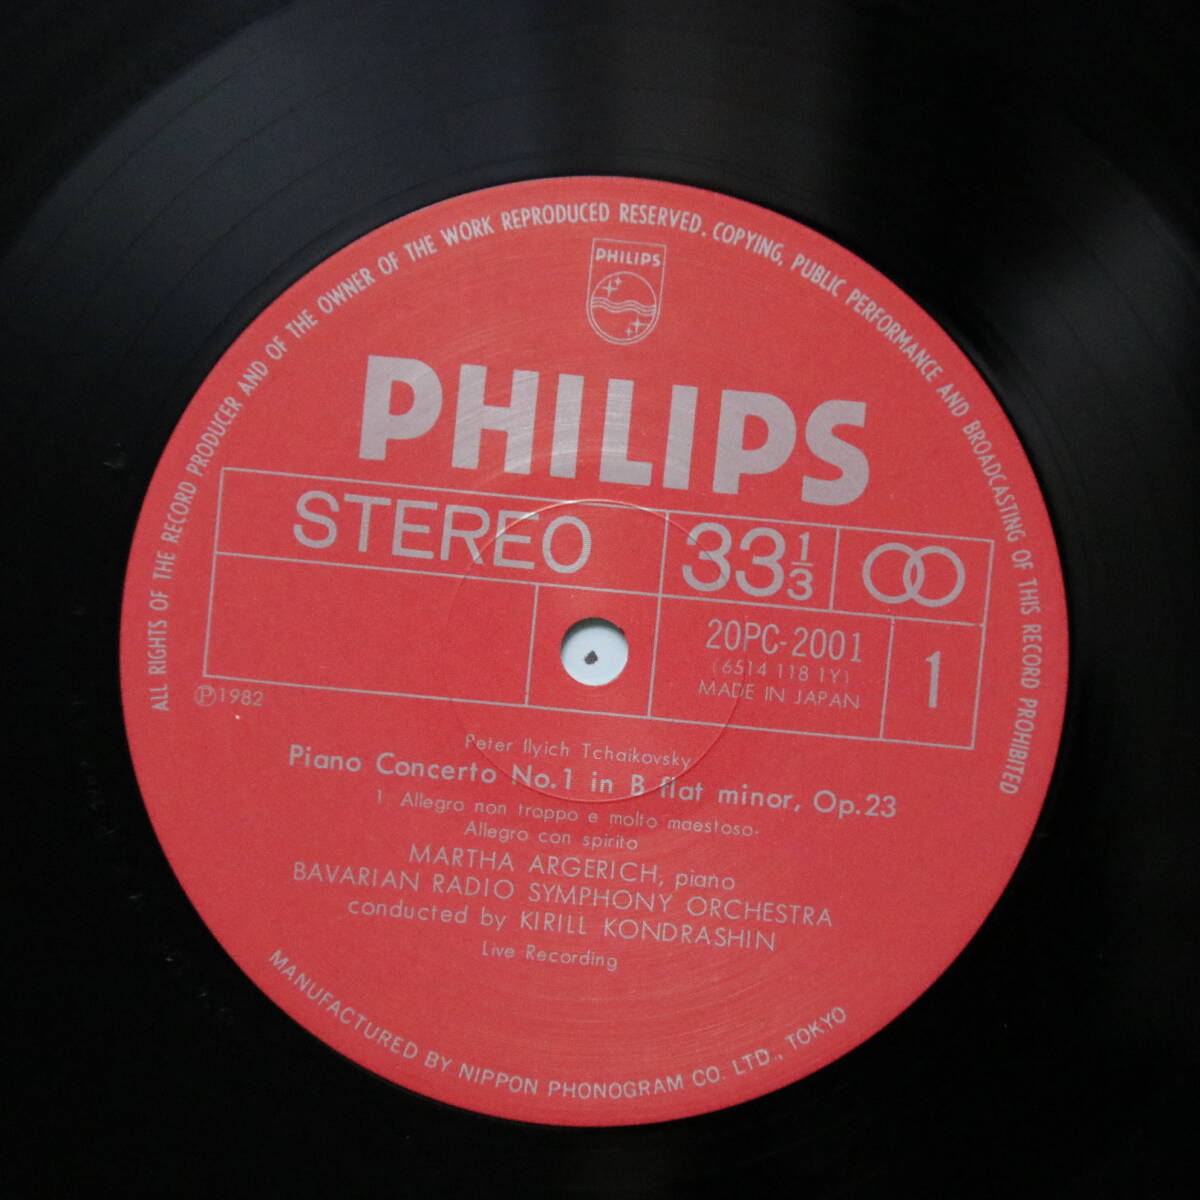 ALL RIGHTS OF THE RECORD PRODUCER AND OF THE OWNER OF THE WORK REPRODUCED RESERVED. COPYING, PUBLIC PERFORMANCE AND BROADCASTING OF THIS RECORD PROHIBITED
PHILIPS
PHILIPS
STEREO
33 1/3
20PC-2001
(6514 118 1Y)
MADE IN JAPAN
1
Ⓟ1982
Peter Ilyich Tchaikovsky
Piano Concerto No.1 in B flat minor, Op.23
1. Allegro non troppo e molto maestoso-
Allegro con spirito
MARTHA ARGERICH, piano
BAVARIAN RADIO SYMPHONY ORCHESTRA
conducted by KIRILL KONDRASHIN
Live Recording
MANUFACTURED BY NIPPON PHONOGRAM CO. LTD., TOKYO